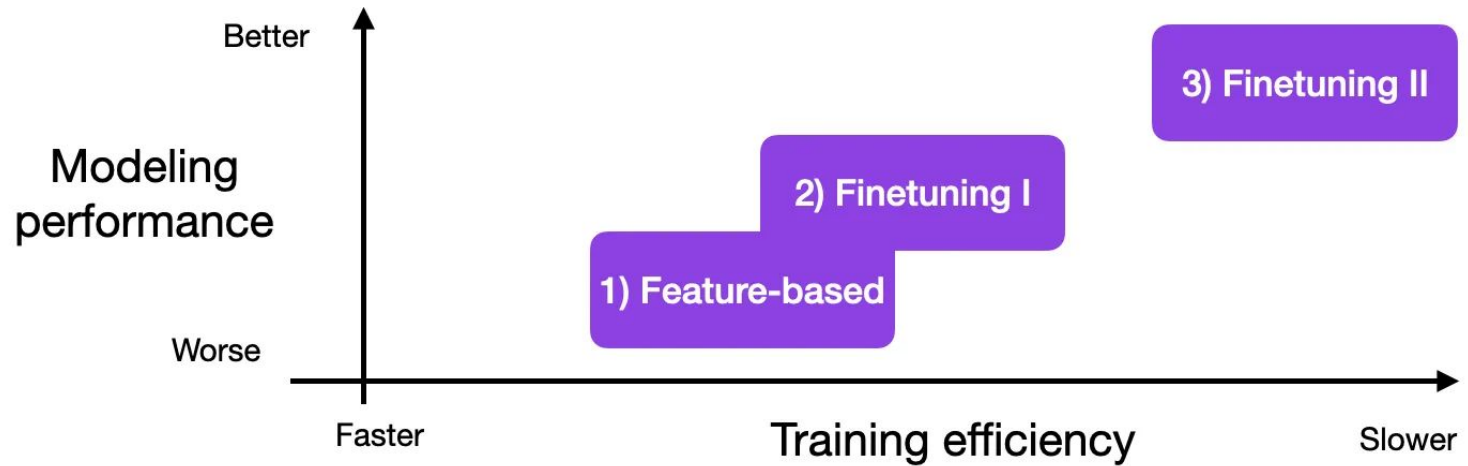 Better
3) Finetuning II
Modeling
performance
2) Finetuning I
1) Feature-based
Worse
Faster
Training efficiency
Slower